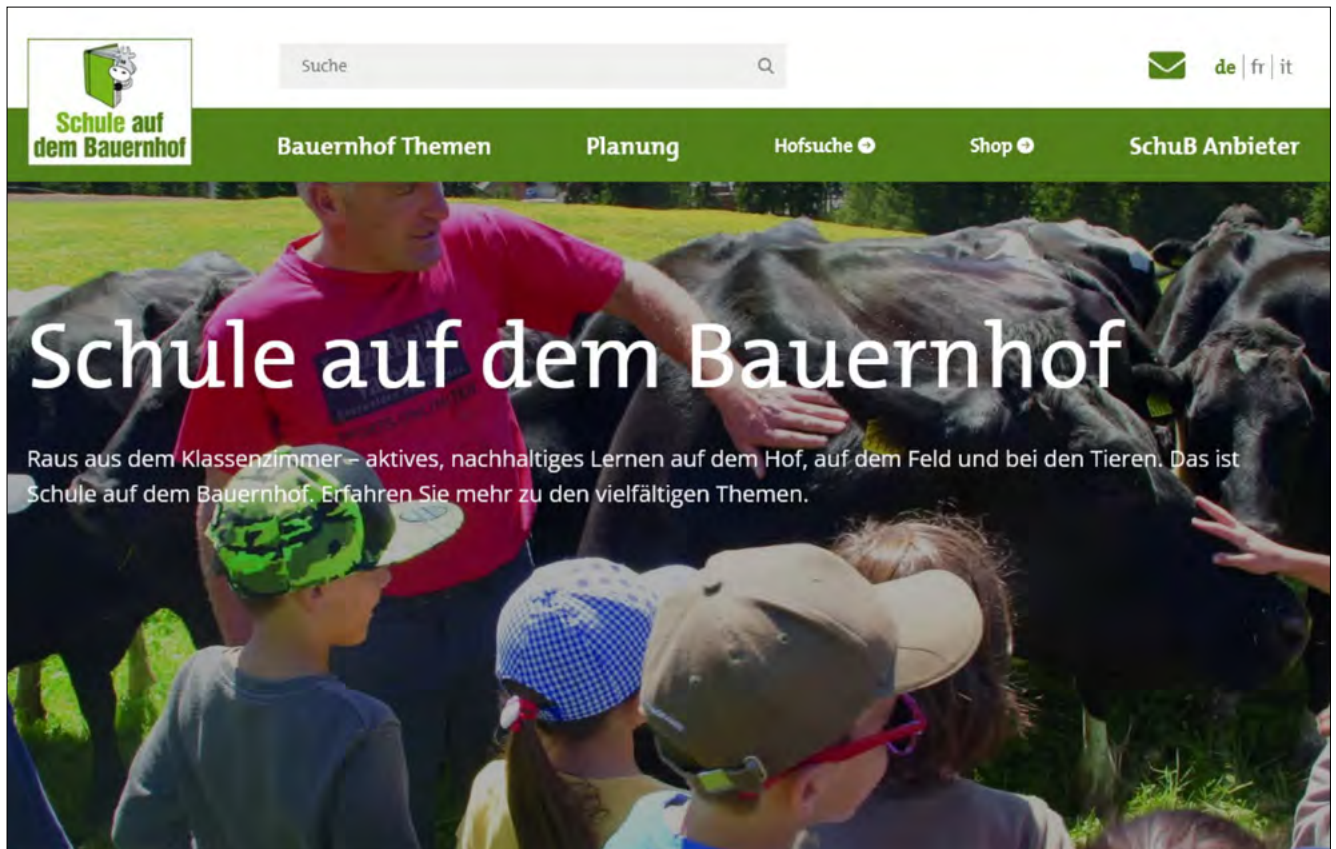 Suche
de | fr | it
Schule auf
dem Bauernhof
Bauernhof Themen
Planung
Hofsuche
Shop
SchuB Anbieter
Schule auf dem Bauernhof
Raus aus dem Klassenzimmer – aktives, nachhaltiges Lernen auf dem Hof, auf dem Feld und bei den Tieren. Das ist
Schule auf dem Bauernhof. Erfahren Sie mehr zu den vielfältigen Themen.